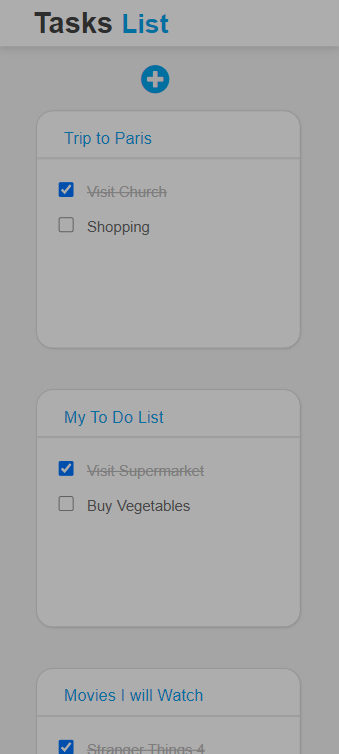 Tasks List
Trip to Paris
Visit Church
Shopping
My To Do List
Visit Supermarket
Buy Vegetables
Movies I will Watch
Stranger Things 4